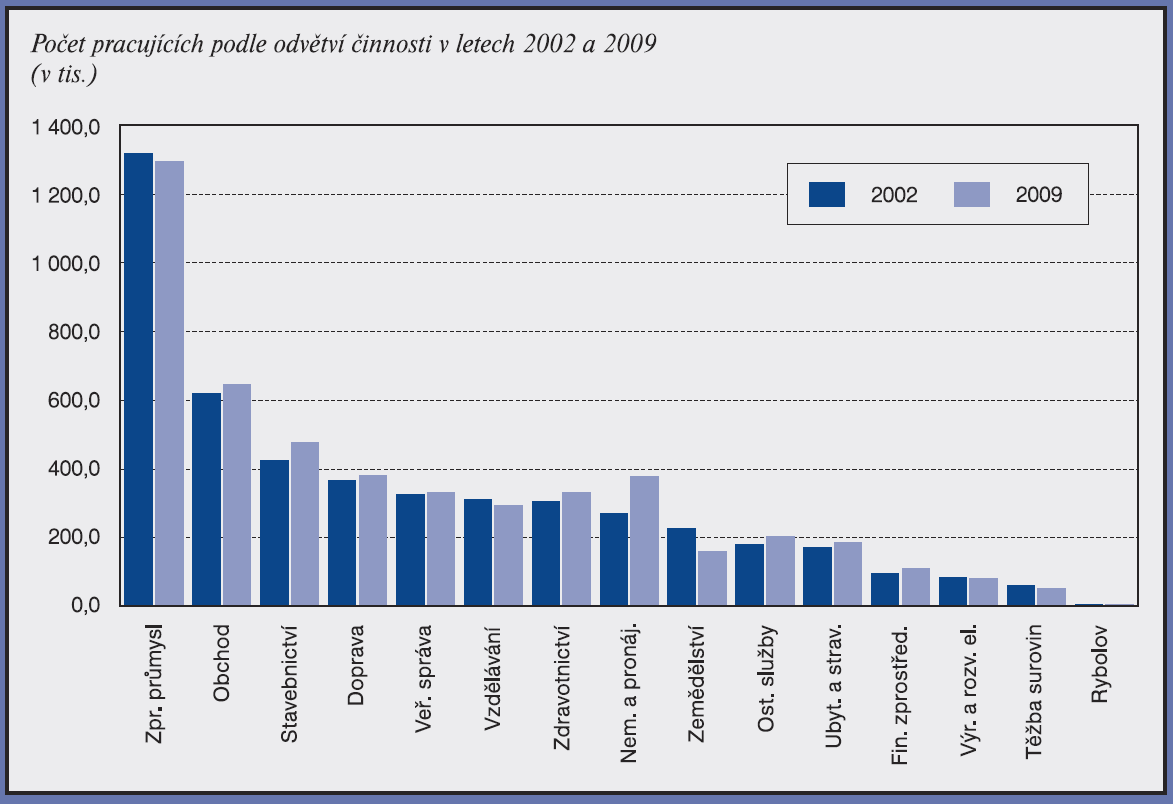 Počet pracujících podle odvětví činnosti v letech 2002 a 2009
(v tis.)
1 400,0
1 200,0
1 000,0
800,0
600,0
400,0
200,0
0,0
2002
2009
Zpr. průmysl
Obchod
Stavebnictví
Doprava
Veř. správa
Vzdělávání
Zdravotnictví
Nem. a pronáj.
Zemědělství
Ost. služby
Ubyt. a strav.
Fin. zprostřed.
Výr. a rozv. el.
Těžba surovin
Rybolov